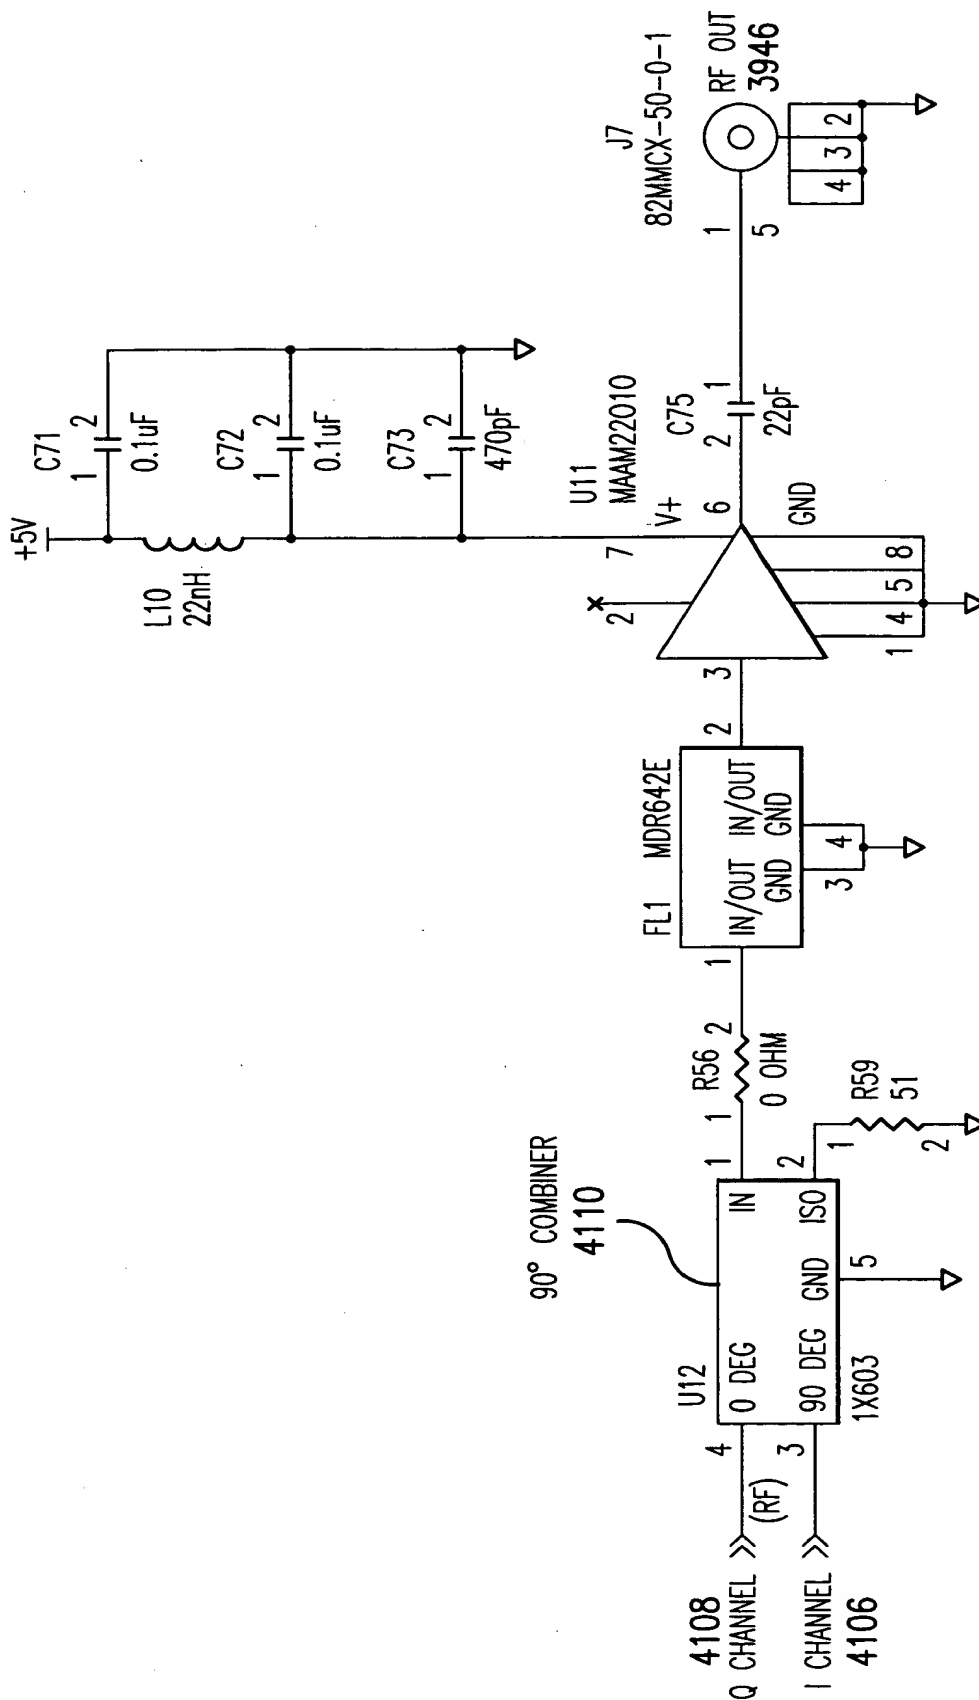 4108
Q CHANNEL
(RF)
I CHANNEL
4106
90° COMBINER
4110
U12
4
3
0 DEG
IN
90 DEG
GND
ISO
1X603
5
1
2
1
R59
51
2
1
R56
2
0 OHM
1
FL1
MDR642E
IN/OUT
IN/OUT
GND
GND
3
4
2
3
+5V
L10
22nH
C71
1
2
0.1uF
C72
1
2
0.1uF
C73
1
2
470pF
U11
MAAM22010
2
7
V+
6
GND
1
4
5
8
C75
2
1
22pF
J7
82MMCX-50-0-1
1
5
RF OUT
3946
4
3
2